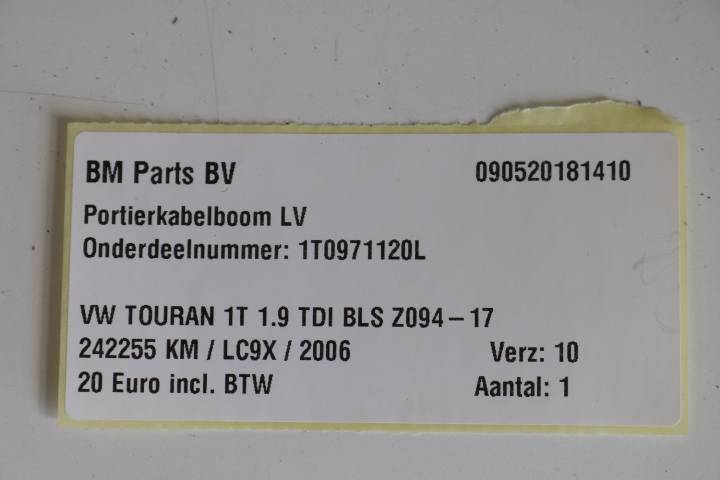 BM Parts BV 090520181410
Portierkabelboom LV
Onderdeelnummer: 1T0971120L
VW TOURAN 1T 1.9 TDI BLS Z094-17
242255 KM / LC9X / 2006 Verz: 10
20 Euro incl. BTW Aantal: 1